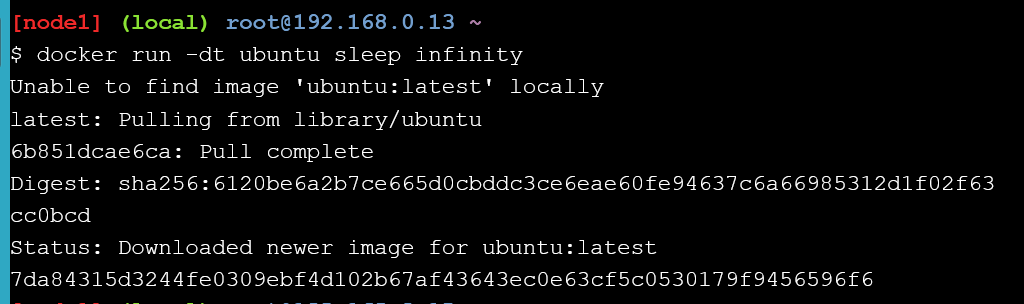 [node1] (local) root@192.168.0.13 ~
$ docker run -dt ubuntu sleep infinity
Unable to find image 'ubuntu:latest' locally
latest: Pulling from library/ubuntu
6b851dcae6ca: Pull complete
Digest: sha256:6120be6a2b7ce665d0cbddc3ce6eae60fe94637c6a66985312d1f02f63
cc0bcd
Status: Downloaded newer image for ubuntu:latest
7da84315d3244fe0309ebf4d102b67af43643ec0e63cf5c0530179f9456596f6